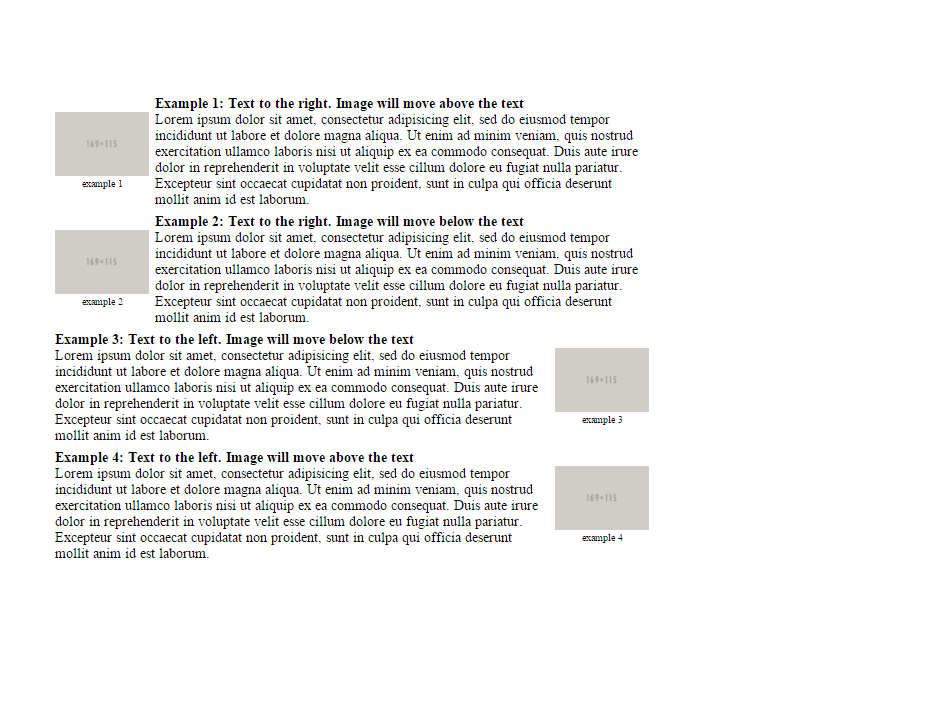 Example 1: Text to the right. Image will move above the text
169×115
example 1
Lorem ipsum dolor sit amet, consectetur adipisicing elit, sed do eiusmod tempor
incididunt ut labore et dolore magna aliqua. Ut enim ad minim veniam, quis nostrud
exercitation ullamco laboris nisi ut aliquip ex ea commodo consequat. Duis aute irure
dolor in reprehenderit in voluptate velit esse cillum dolore eu fugiat nulla pariatur.
Excepteur sint occaecat cupidatat non proident, sunt in culpa qui officia deserunt
mollit anim id est laborum.
Example 2: Text to the right. Image will move below the text
169×115
example 2
Lorem ipsum dolor sit amet, consectetur adipisicing elit, sed do eiusmod tempor
incididunt ut labore et dolore magna aliqua. Ut enim ad minim veniam, quis nostrud
exercitation ullamco laboris nisi ut aliquip ex ea commodo consequat. Duis aute irure
dolor in reprehenderit in voluptate velit esse cillum dolore eu fugiat nulla pariatur.
Excepteur sint occaecat cupidatat non proident, sunt in culpa qui officia deserunt
mollit anim id est laborum.
Example 3: Text to the left. Image will move below the text
Lorem ipsum dolor sit amet, consectetur adipisicing elit, sed do eiusmod tempor
incididunt ut labore et dolore magna aliqua. Ut enim ad minim veniam, quis nostrud
exercitation ullamco laboris nisi ut aliquip ex ea commodo consequat. Duis aute irure
dolor in reprehenderit in voluptate velit esse cillum dolore eu fugiat nulla pariatur.
Excepteur sint occaecat cupidatat non proident, sunt in culpa qui officia deserunt
mollit anim id est laborum.
169×115
example 3
Example 4: Text to the left. Image will move above the text
Lorem ipsum dolor sit amet, consectetur adipisicing elit, sed do eiusmod tempor
incididunt ut labore et dolore magna aliqua. Ut enim ad minim veniam, quis nostrud
exercitation ullamco laboris nisi ut aliquip ex ea commodo consequat. Duis aute irure
dolor in reprehenderit in voluptate velit esse cillum dolore eu fugiat nulla pariatur.
Excepteur sint occaecat cupidatat non proident, sunt in culpa qui officia deserunt
mollit anim id est laborum.
169×115
example 4